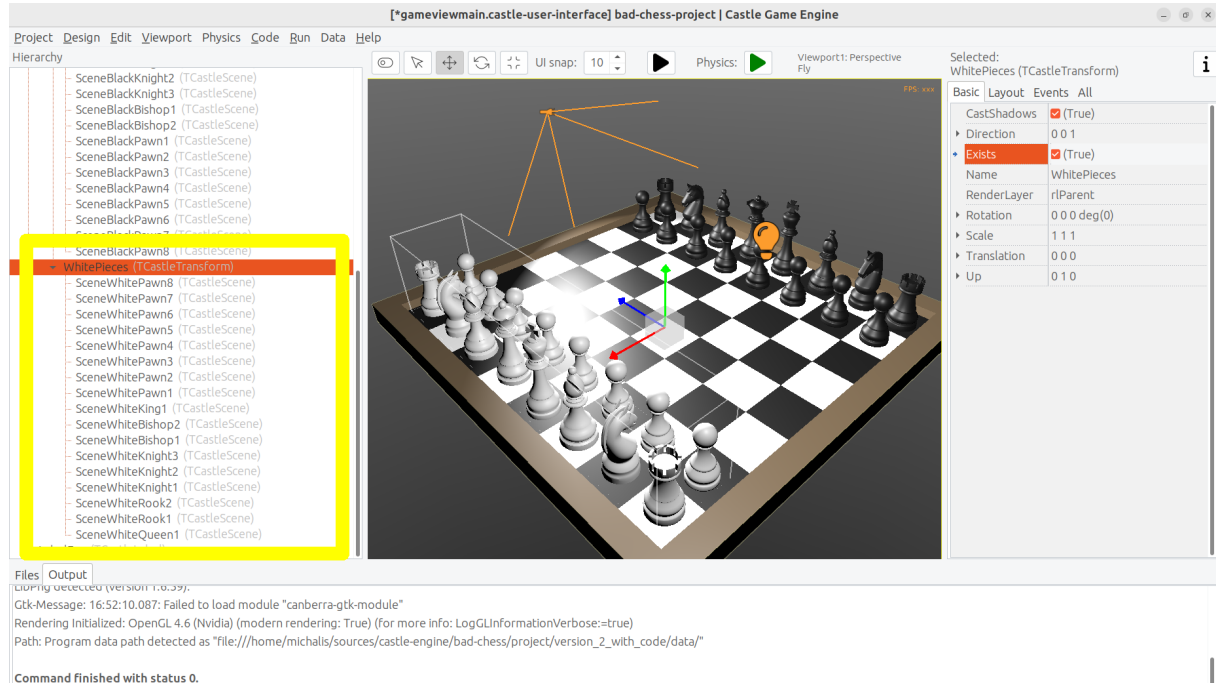 [*gameviewmain.castle-user-interface] bad-chess-project | Castle Game Engine
Project Design Edit Viewport Physics Code Run Data Help
Hierarchy
SceneBlackKnight2 (TCastleScene)
SceneBlackKnight3 (TCastleScene)
SceneBlackBishop1 (TCastleScene)
SceneBlackBishop2 (TCastleScene)
SceneBlackPawn1 (TCastleScene)
SceneBlackPawn2 (TCastleScene)
SceneBlackPawn3 (TCastleScene)
SceneBlackPawn4 (TCastleScene)
SceneBlackPawn5 (TCastleScene)
SceneBlackPawn6 (TCastleScene)
SceneBlackPawn7 (TCastleScene)
SceneBlackPawn8 (TCastleScene)
WhitePieces (TCastleTransform)
SceneWhitePawn8 (TCastleScene)
SceneWhitePawn7 (TCastleScene)
SceneWhitePawn6 (TCastleScene)
SceneWhitePawn5 (TCastleScene)
SceneWhitePawn4 (TCastleScene)
SceneWhitePawn3 (TCastleScene)
SceneWhitePawn2 (TCastleScene)
SceneWhitePawn1 (TCastleScene)
SceneWhiteKing1 (TCastleScene)
SceneWhiteBishop2 (TCastleScene)
SceneWhiteBishop1 (TCastleScene)
SceneWhiteKnight3 (TCastleScene)
SceneWhiteKnight2 (TCastleScene)
SceneWhiteKnight1 (TCastleScene)
SceneWhiteRook2 (TCastleScene)
SceneWhiteRook1 (TCastleScene)
SceneWhiteQueen1 (TCastleScene)
UI snap: 10
Physics:
Viewport1: Perspective
Fly
FPS: xxx
Selected:
WhitePieces (TCastleTransform)
i
Basic Layout Events All
CastShadows (True)
Direction 0 0 1
Exists (True)
Name WhitePieces
RenderLayer rlParent
Rotation 0 0 0 deg(0)
Scale 1 1 1
Translation 0 0 0
Up 0 1 0
Files Output
LibPng detected (version 1.6.39).
Gtk-Message: 16:52:10.087: Failed to load module "canberra-gtk-module"
Rendering Initialized: OpenGL 4.6 (Nvidia) (modern rendering: True) (for more info: LogGLInformationVerbose:=true)
Path: Program data path detected as "file:///home/michalis/sources/castle-engine/bad-chess/project/version_2_with_code/data/"
Command finished with status 0.